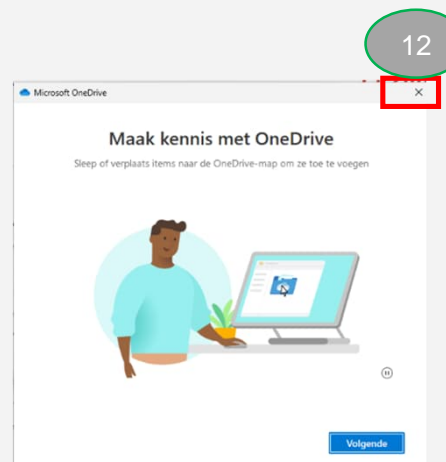 12
Microsoft OneDrive
Maak kennis met OneDrive
Sleep of verplaats items naar de OneDrive-map om ze toe te voegen
Volgende